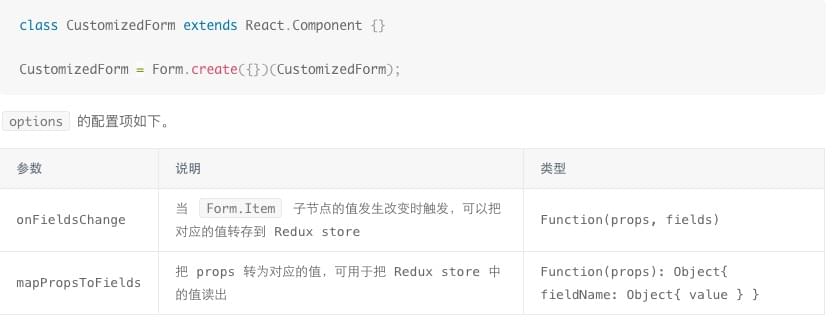 class CustomizedForm extends React.Component {}
CustomizedForm = Form.create({})(CustomizedForm);
options 的配置项如下。
参数 说明 类型
onFieldsChange
当 Form.Item 子节点的值发生改变时触发，可以把
对应的值转存到 Redux store
Function(props, fields)
mapPropsToFields
把 props 转为对应的值，可用于把 Redux store 中
的值读出
Function(props): Object{
fieldName: Object{ value } }